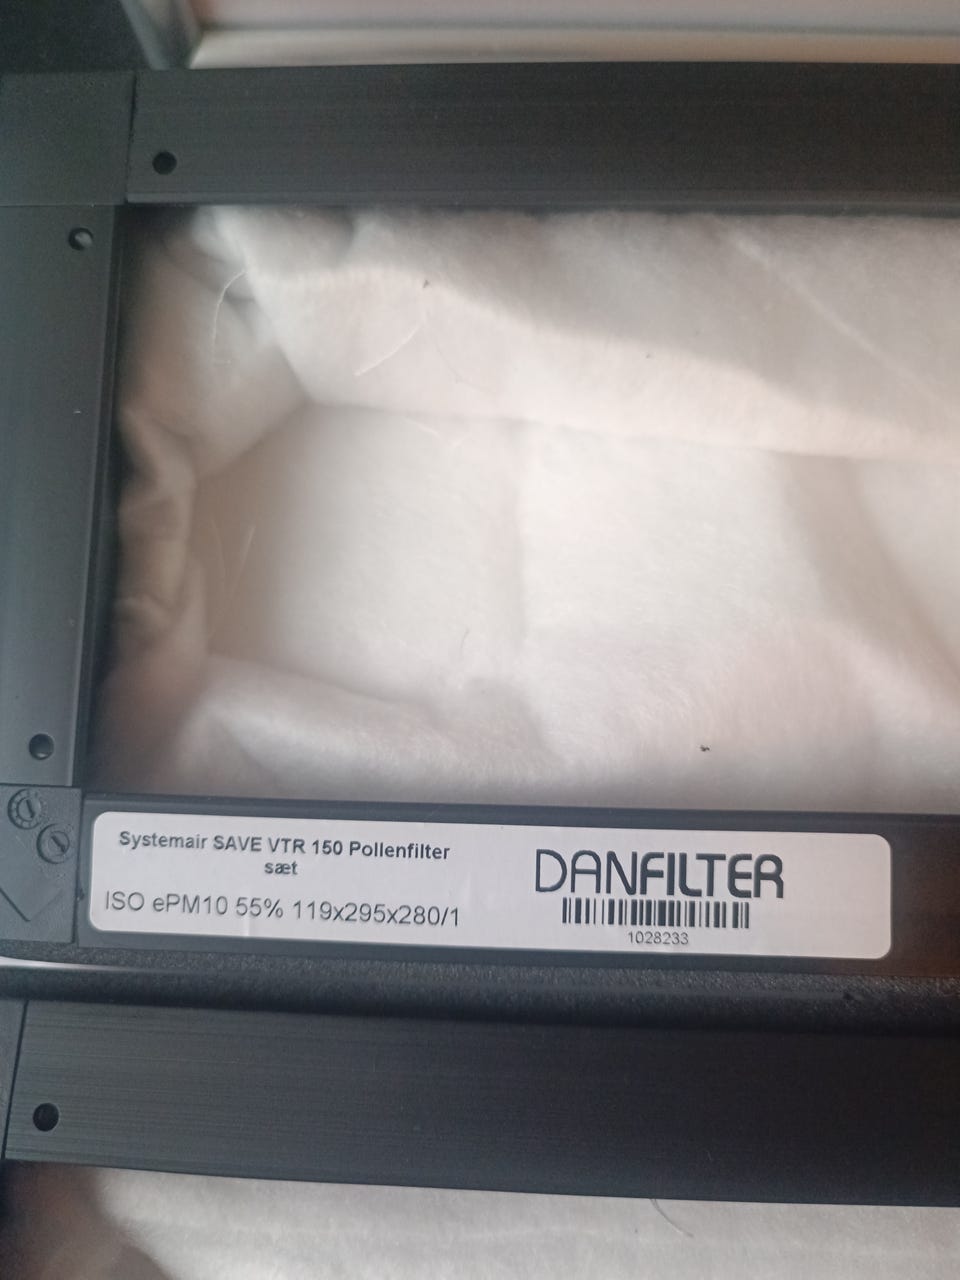 Systemair SAVE VTR 150 Pollenfilter
sæt
ISO ePM10 55% 119x295x280/1
DANFILTER
1028233